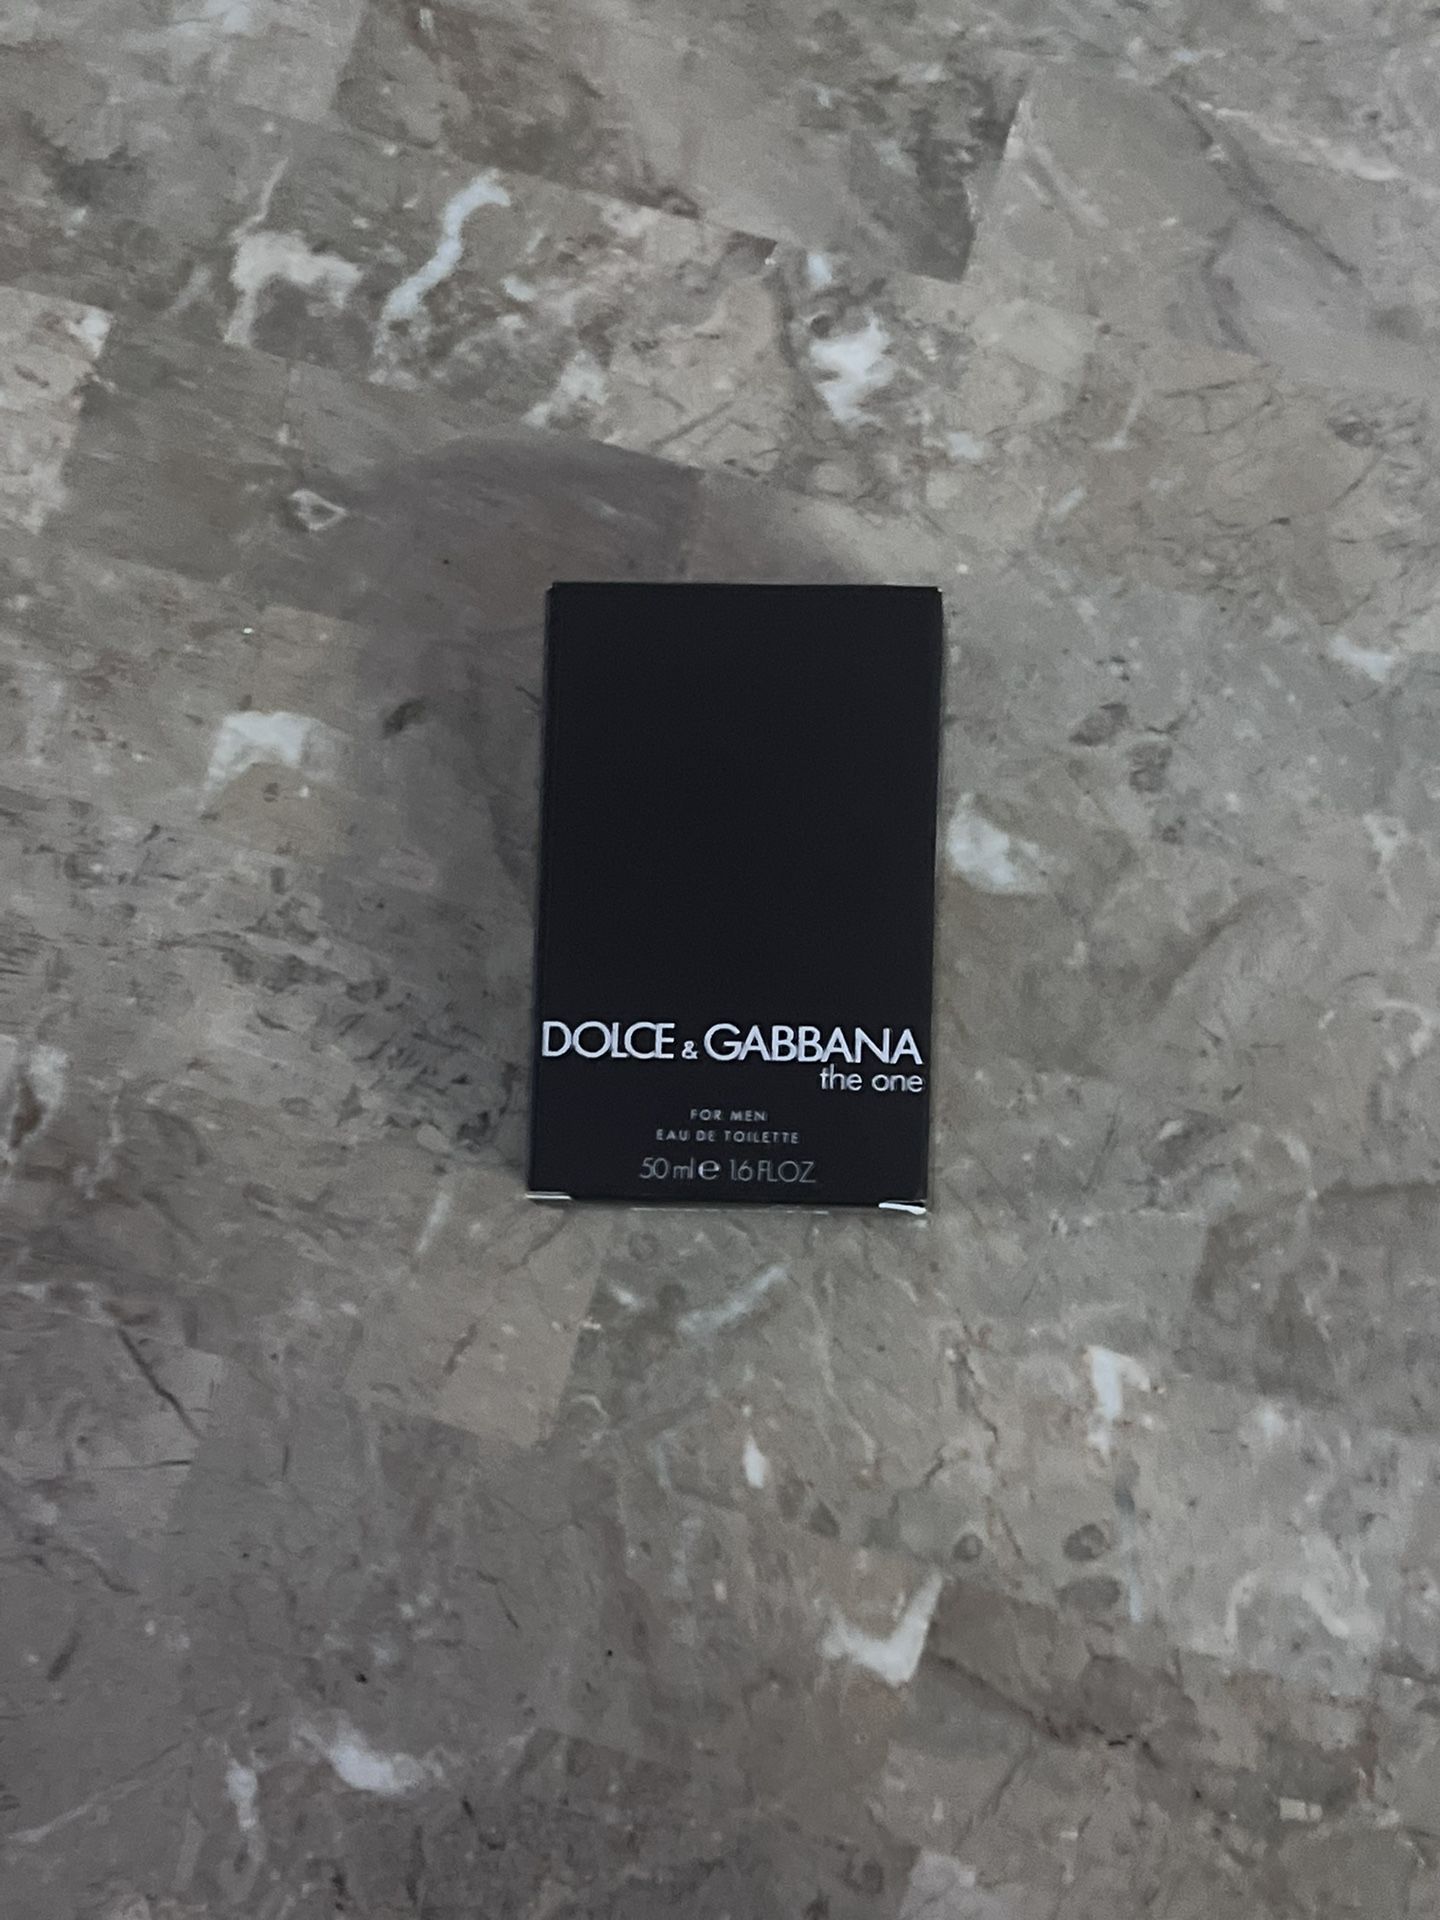 DOLCE & GABBANA
the one
FOR MEN
EAU DE TOILETTE
50 ml e 1.6 FL.OZ